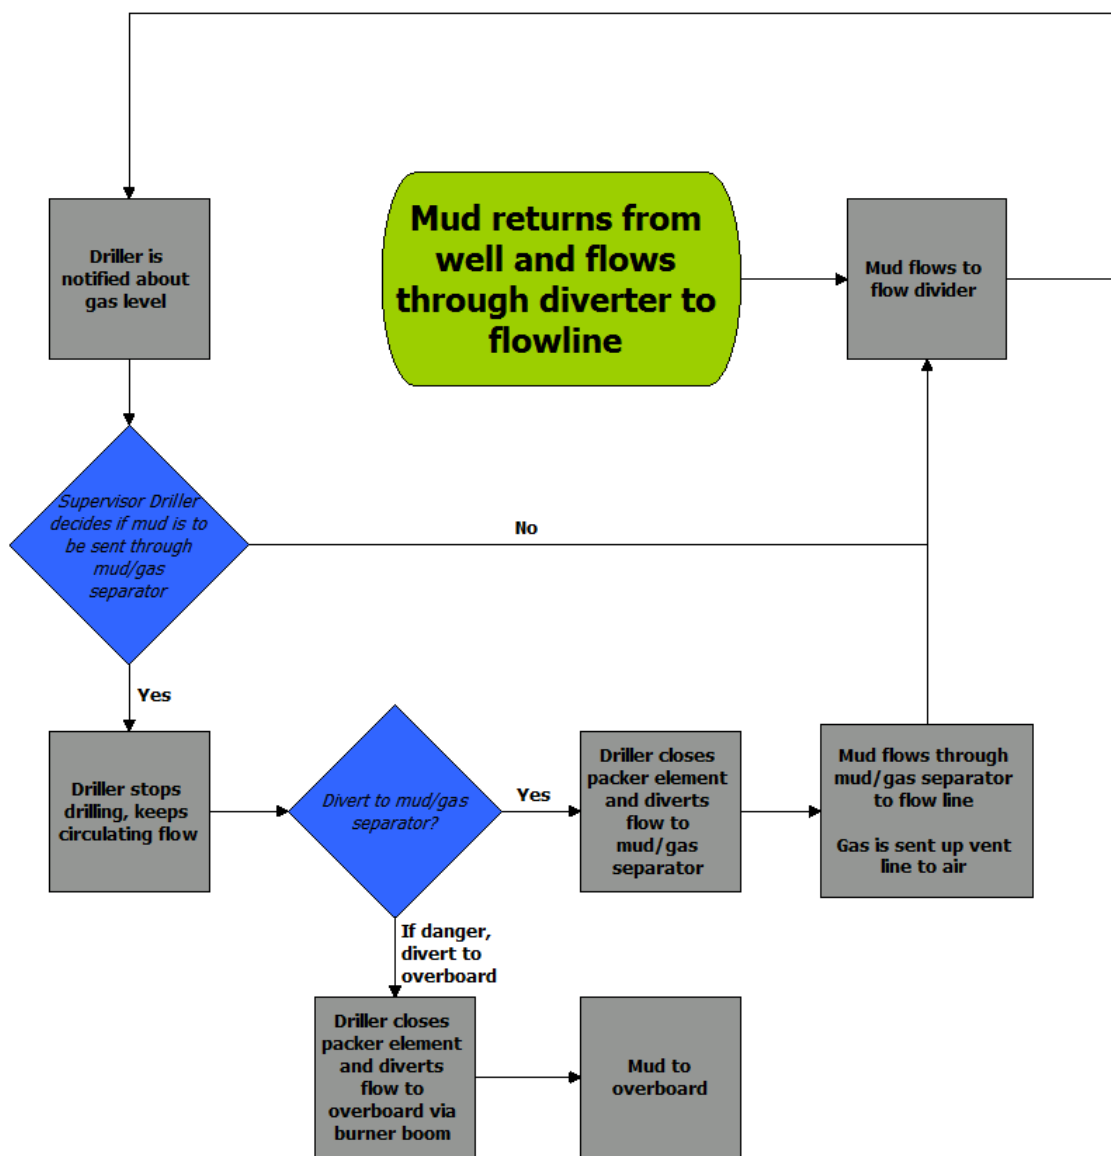 Mud returns from
well and flows
through diverter to
flowline
Mud flows to
flow divider
Driller is
notified about
gas level
Supervisor Driller
decides if mud is to
be sent through
mud/gas
separator
No
Yes
Driller stops
drilling, keeps
circulating flow
Divert to mud/gas
separator?
Yes
Driller closes
packer element
and diverts
flow to
mud/gas
separator
Mud flows through
mud/gas separator
to flow line
Gas is sent up vent
line to air
If danger,
divert to
overboard
Driller closes
packer element
and diverts
flow to
overboard via
burner boom
Mud to
overboard